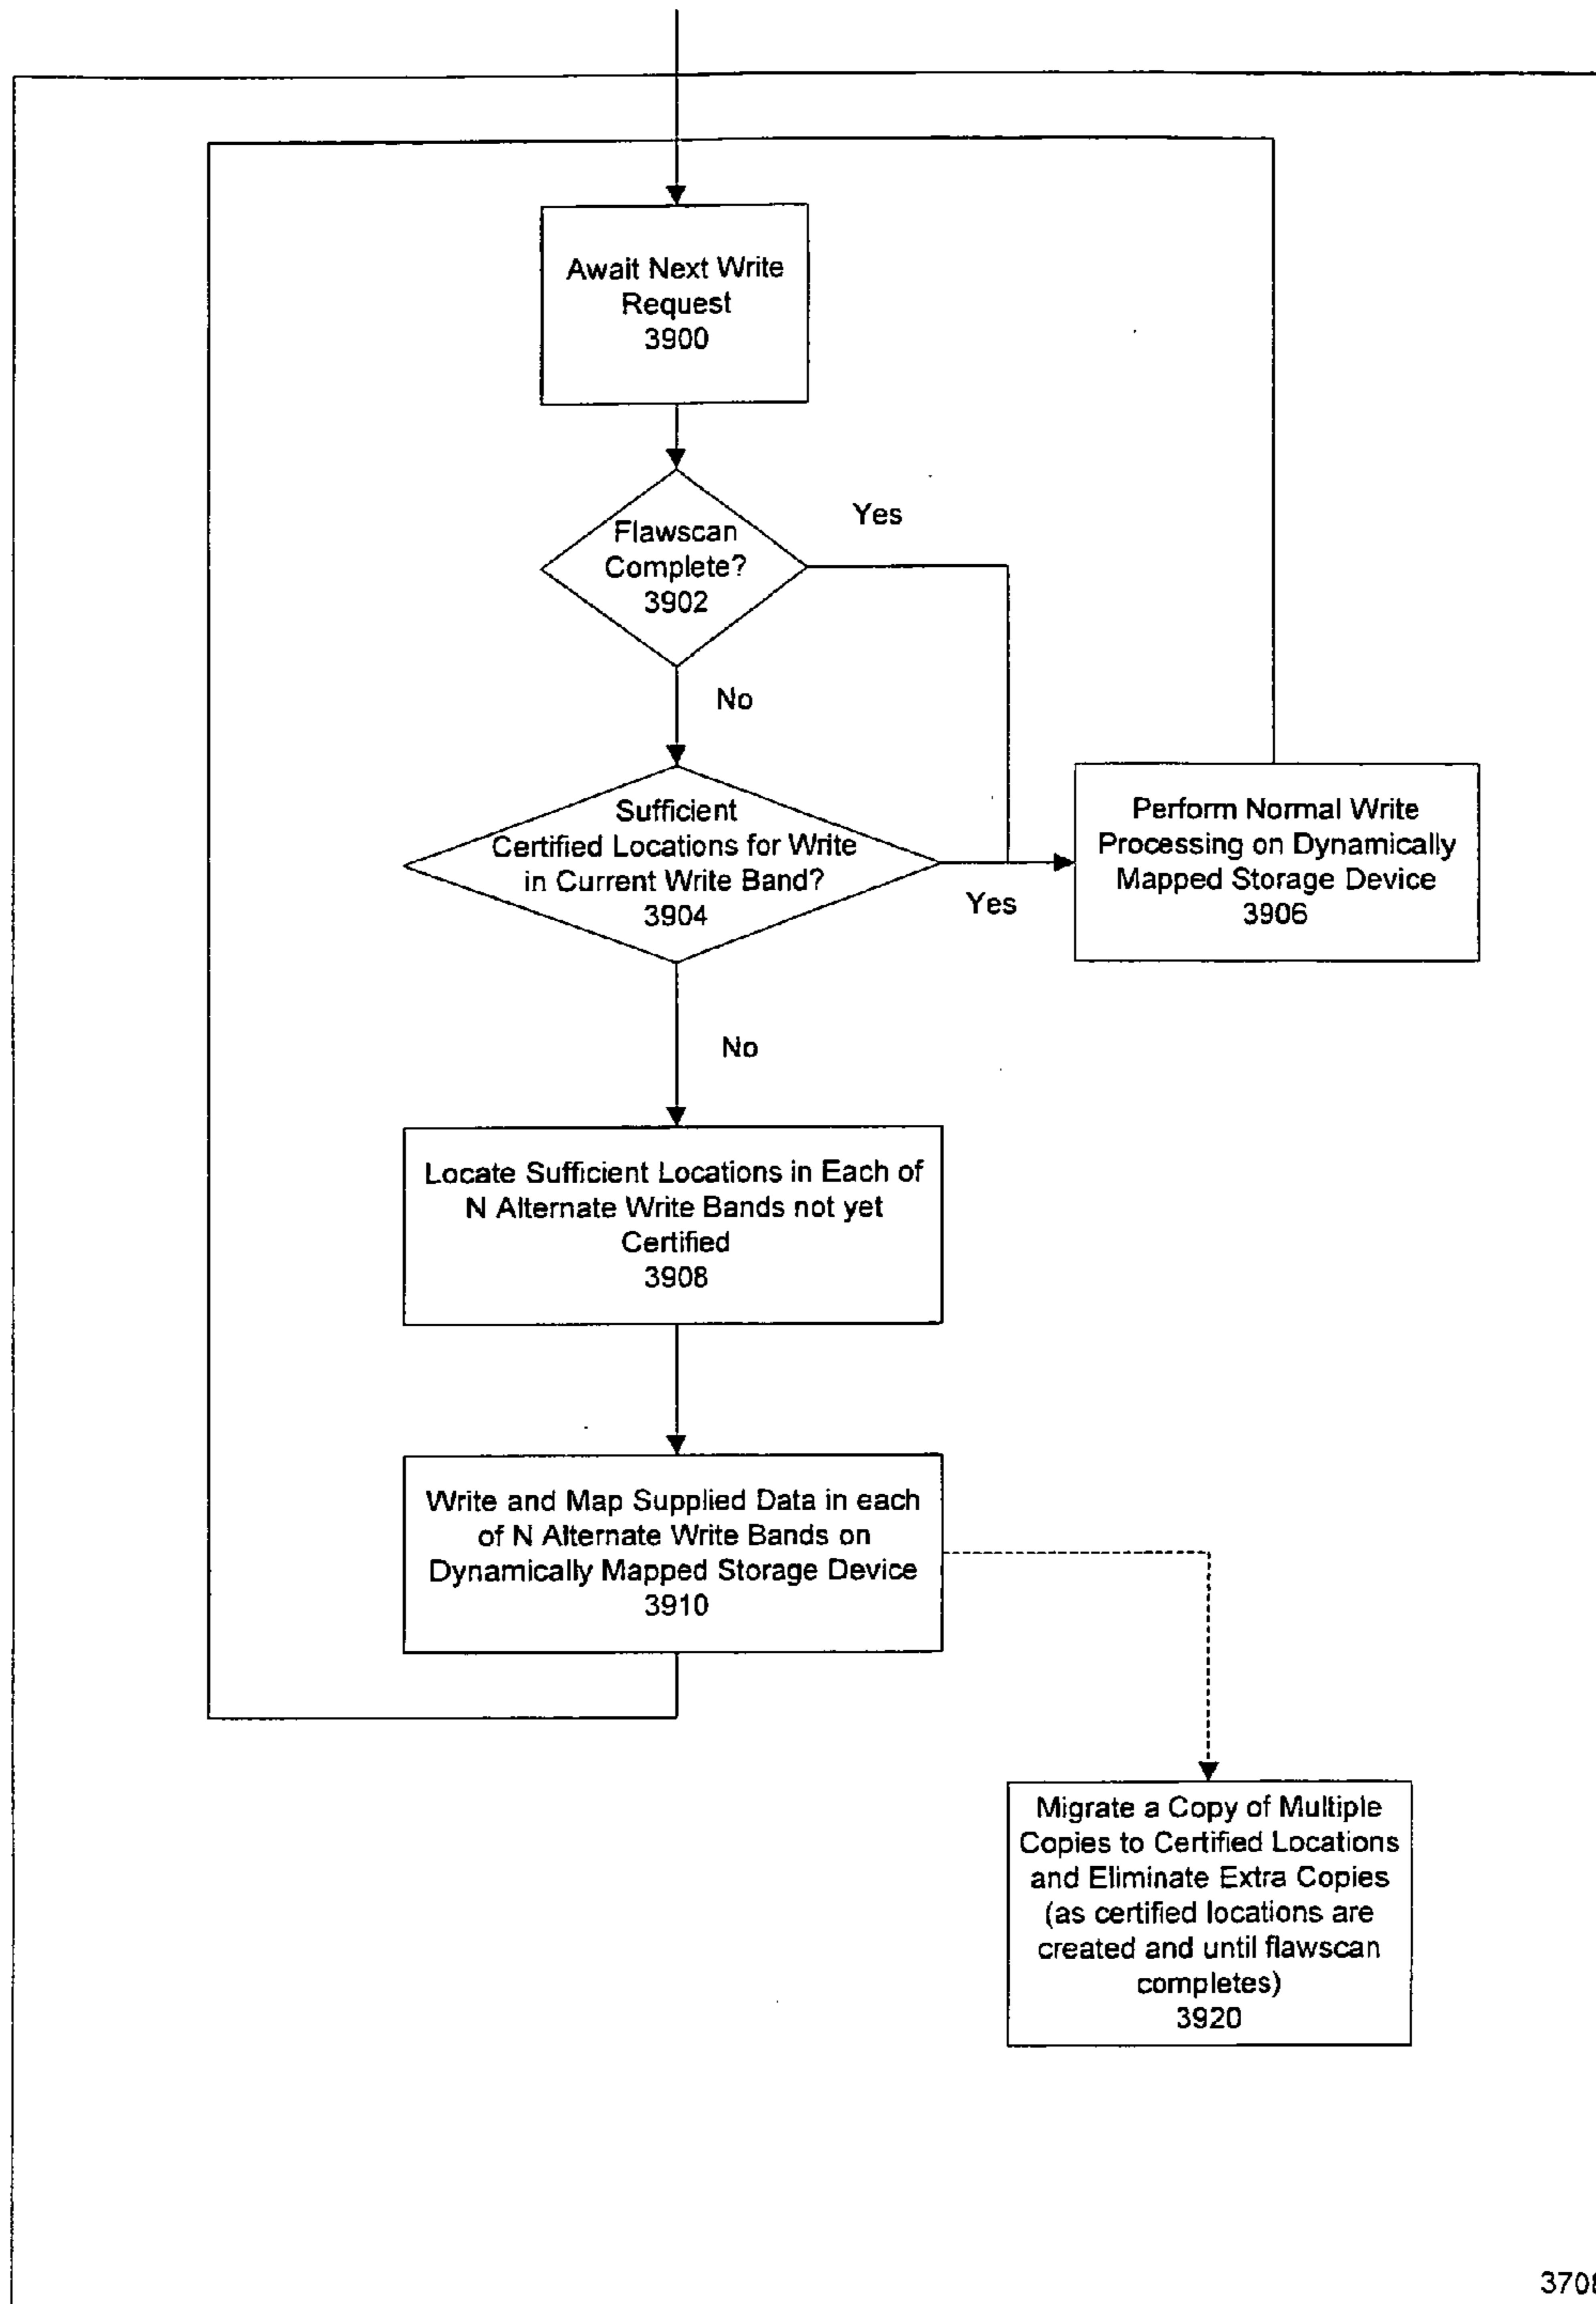 Await Next Write
Request
3900
Flawscan
Complete?
3902
Yes
No
Sufficient
Certified Locations for Write
in Current Write Band?
3904
Yes
Perform Normal Write
Processing on Dynamically
Mapped Storage Device
3906
No
Locate Sufficient Locations in Each of
N Alternate Write Bands not yet
Certified
3908
Write and Map Supplied Data in each
of N Alternate Write Bands on
Dynamically Mapped Storage Device
3910
Migrate a Copy of Multiple
Copies to Certified Locations
and Eliminate Extra Copies
(as certified locations are
created and until flawscan
completes)
3920
3708